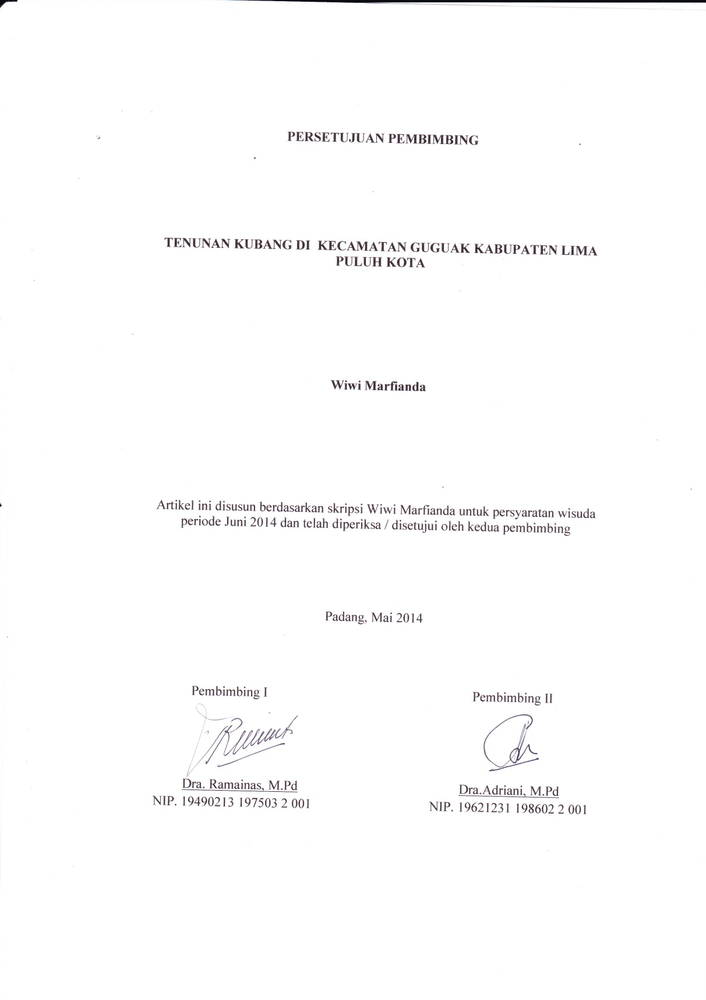 PERSETUJUAN PEMBIMBING
TENUNAN KUBANG DI KECAMATAN GUGUAK KABUPATEN LIMA
PULUH KOTA
Wiwi Marfianda
Artikel ini disusun berdasarkan skripsi Wiwi Marfianda untuk persyaratan wisuda
periode Juni 2014 dan telah diperiksa / disetujui oleh kedua pembimbing
Padang, Mai 2014
Pembimbing I
Dra. Ramainas, M.Pd
NIP. 19490213 197503 2 001
Pembimbing II
Dra.Adriani, M.Pd
NIP. 19621231 198602 2 001